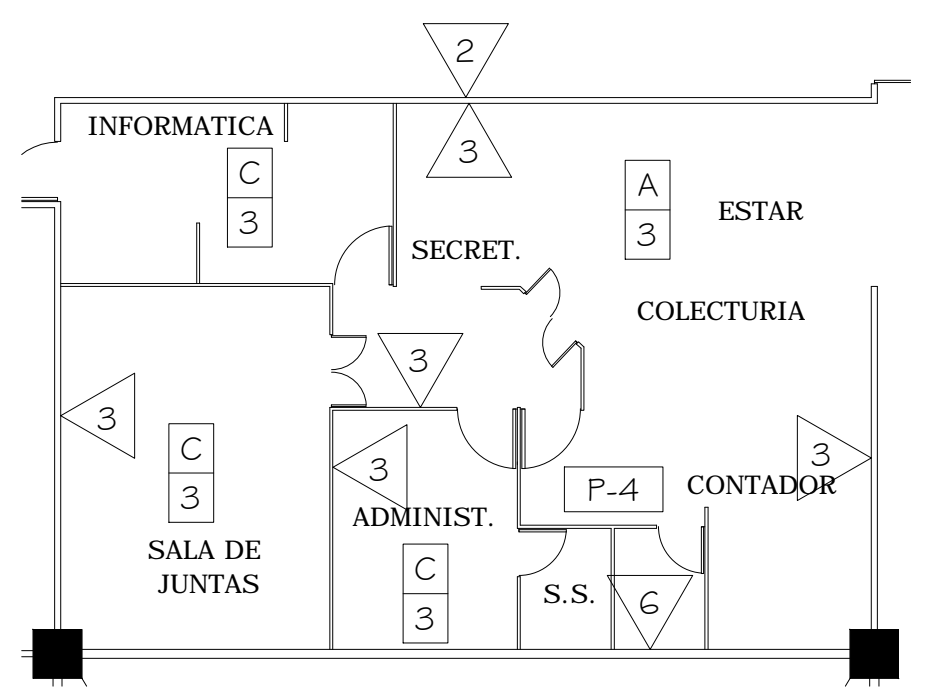 2
INFORMATICA
C
3
3
A
3
ESTAR
SECRET.
COLECTURIA
3
3
C
3
3
3
P-4
CONTADOR
ADMINIST.
SALA DE
JUNTAS
C
3
S.S.
6